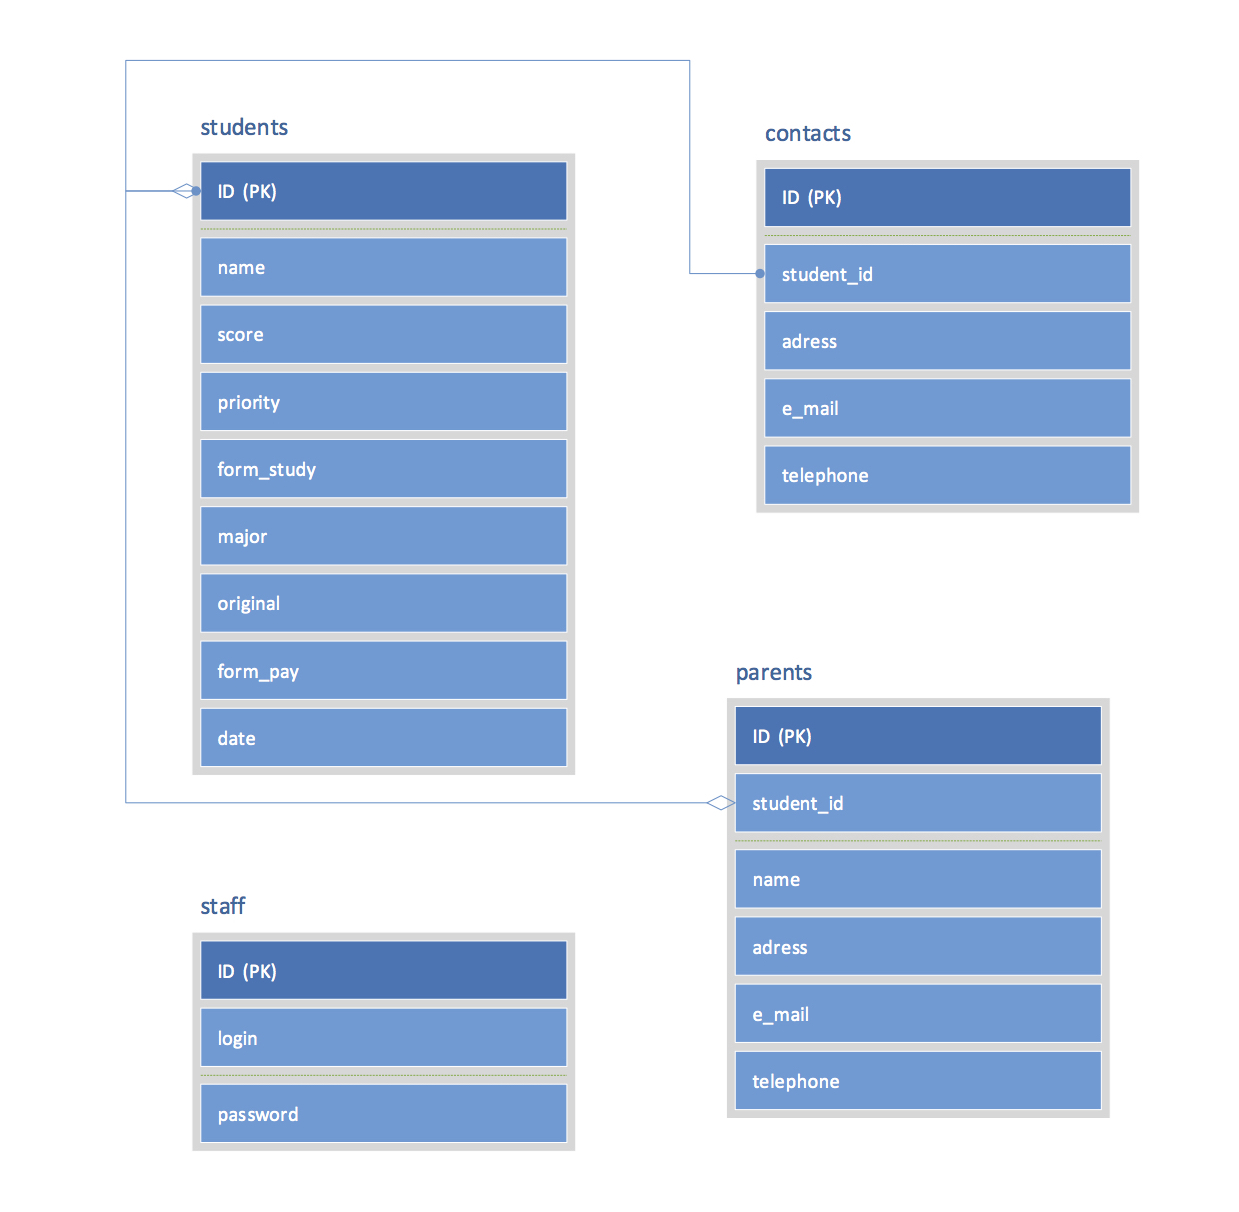 students
ID (PK)
name
score
priority
form_study
major
original
form_pay
date
contacts
ID (PK)
student_id
adress
e_mail
telephone
parents
ID (PK)
student_id
name
adress
e_mail
telephone
staff
ID (PK)
login
password